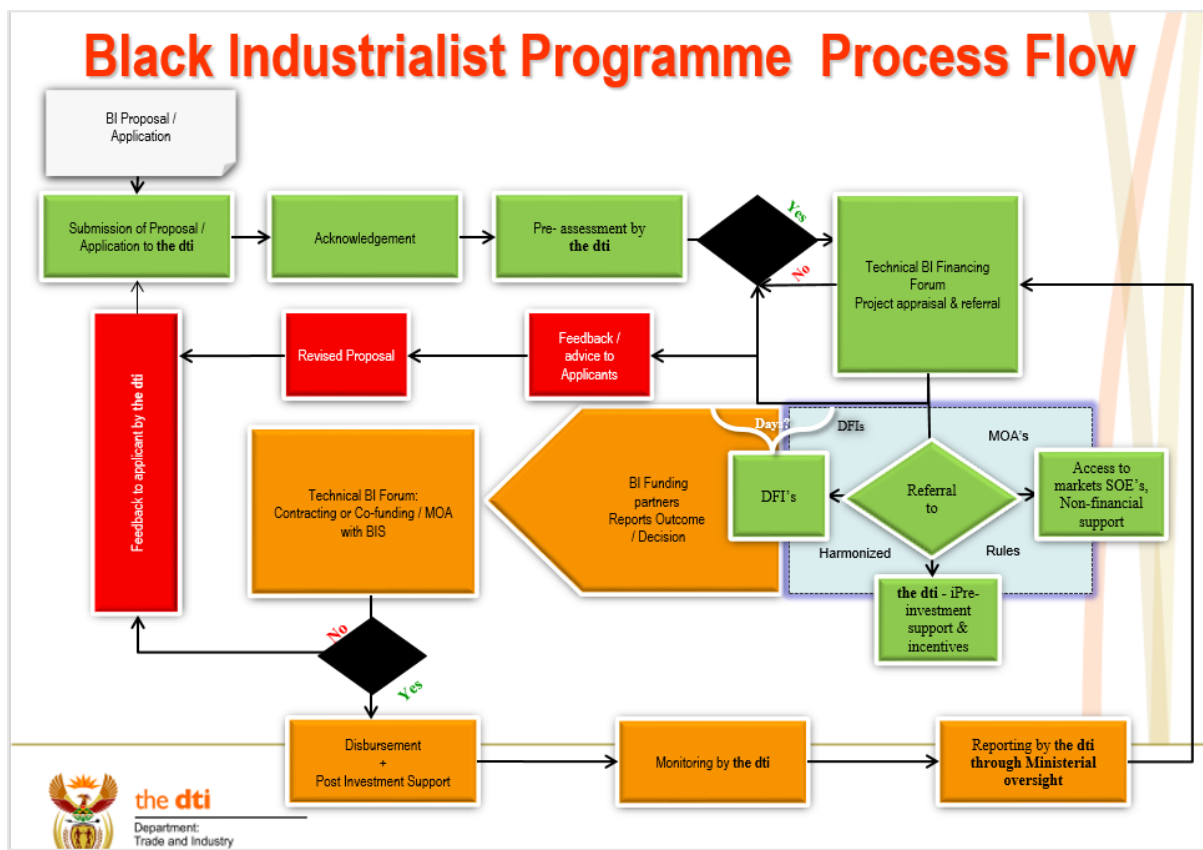 Black Industrialist Programme Process Flow
BI Proposal /
Application
Submission of Proposal /
Application to the dti
Acknowledgement
Pre- assessment by
the dti
Yes
No
Technical BI Financing
Forum
Project appraisal & referral
Feedback to applicant by the dti
Revised Proposal
Feedback /
advice to
Applicants
Technical BI Forum:
Contracting or Co-funding / MOA
with BIS
BI Funding
partners
Reports Outcome
/ Decision
Days?
DFIs
MOA's
DFI's
Referral
to
Access to
markets SOE's,
Non-financial
support
Harmonized
Rules
the dti - iPre-
investment
support &
incentives
No
Yes
Disbursement
+
Post Investment Support
Monitoring by the dti
Reporting by the dti
through Ministerial
oversight
the dti
Department:
Trade and Industry